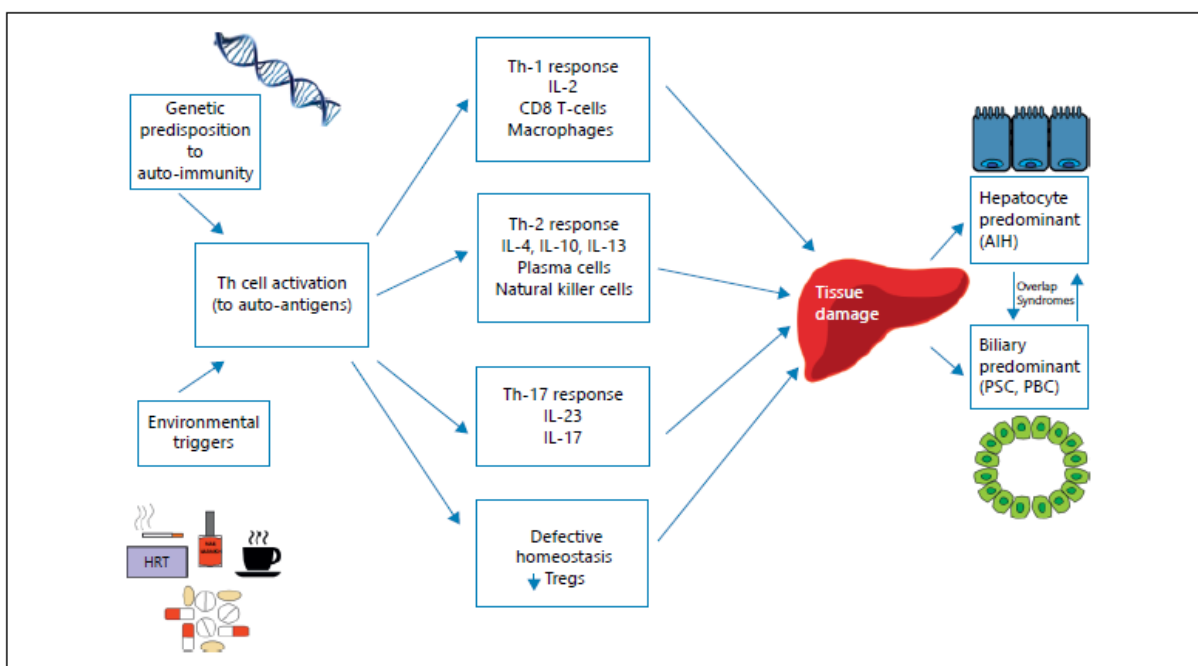 Genetic
predisposition
to
auto-immunity
Th cell activation
(to auto-antigens)
Environmental
triggers
HRT
Th-1 response
IL-2
CD8 T-cells
Macrophages
Th-2 response
IL-4, IL-10, IL-13
Plasma cells
Natural killer cells
Th-17 response
IL-23
IL-17
Defective
homeostasis
Tregs
Tissue
damage
Hepatocyte
predominant
(AIH)
Overlap
Syndromes
Biliary
predominant
(PSC, PBC)